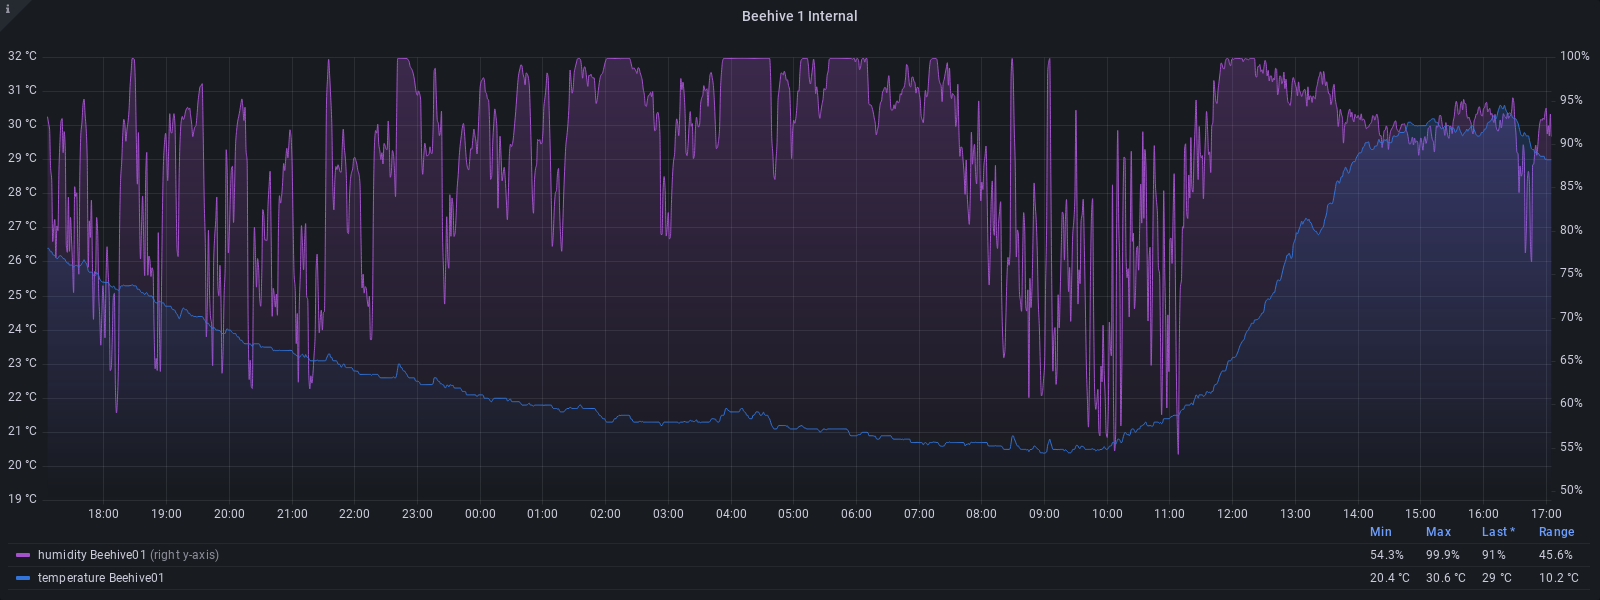 i
Beehive 1 Internal
32 °C 100%
31 °C 95%
30 °C 90%
29 °C 85%
28 °C 80%
27 °C 75%
26 °C 70%
25 °C 65%
24 °C 60%
23 °C 55%
22 °C 50%
21 °C
20 °C
19 °C
18:00 19:00 20:00 21:00 22:00 23:00 00:00 01:00 02:00 03:00 04:00 05:00 06:00 07:00 08:00 09:00 10:00 11:00 12:00 13:00 14:00 15:00 16:00 17:00
Min Max Last * Range
humidity Beehive01 (right y-axis) 54.3% 99.9% 91% 45.6%
temperature Beehive01 20.4 °C 30.6 °C 29 °C 10.2 °C